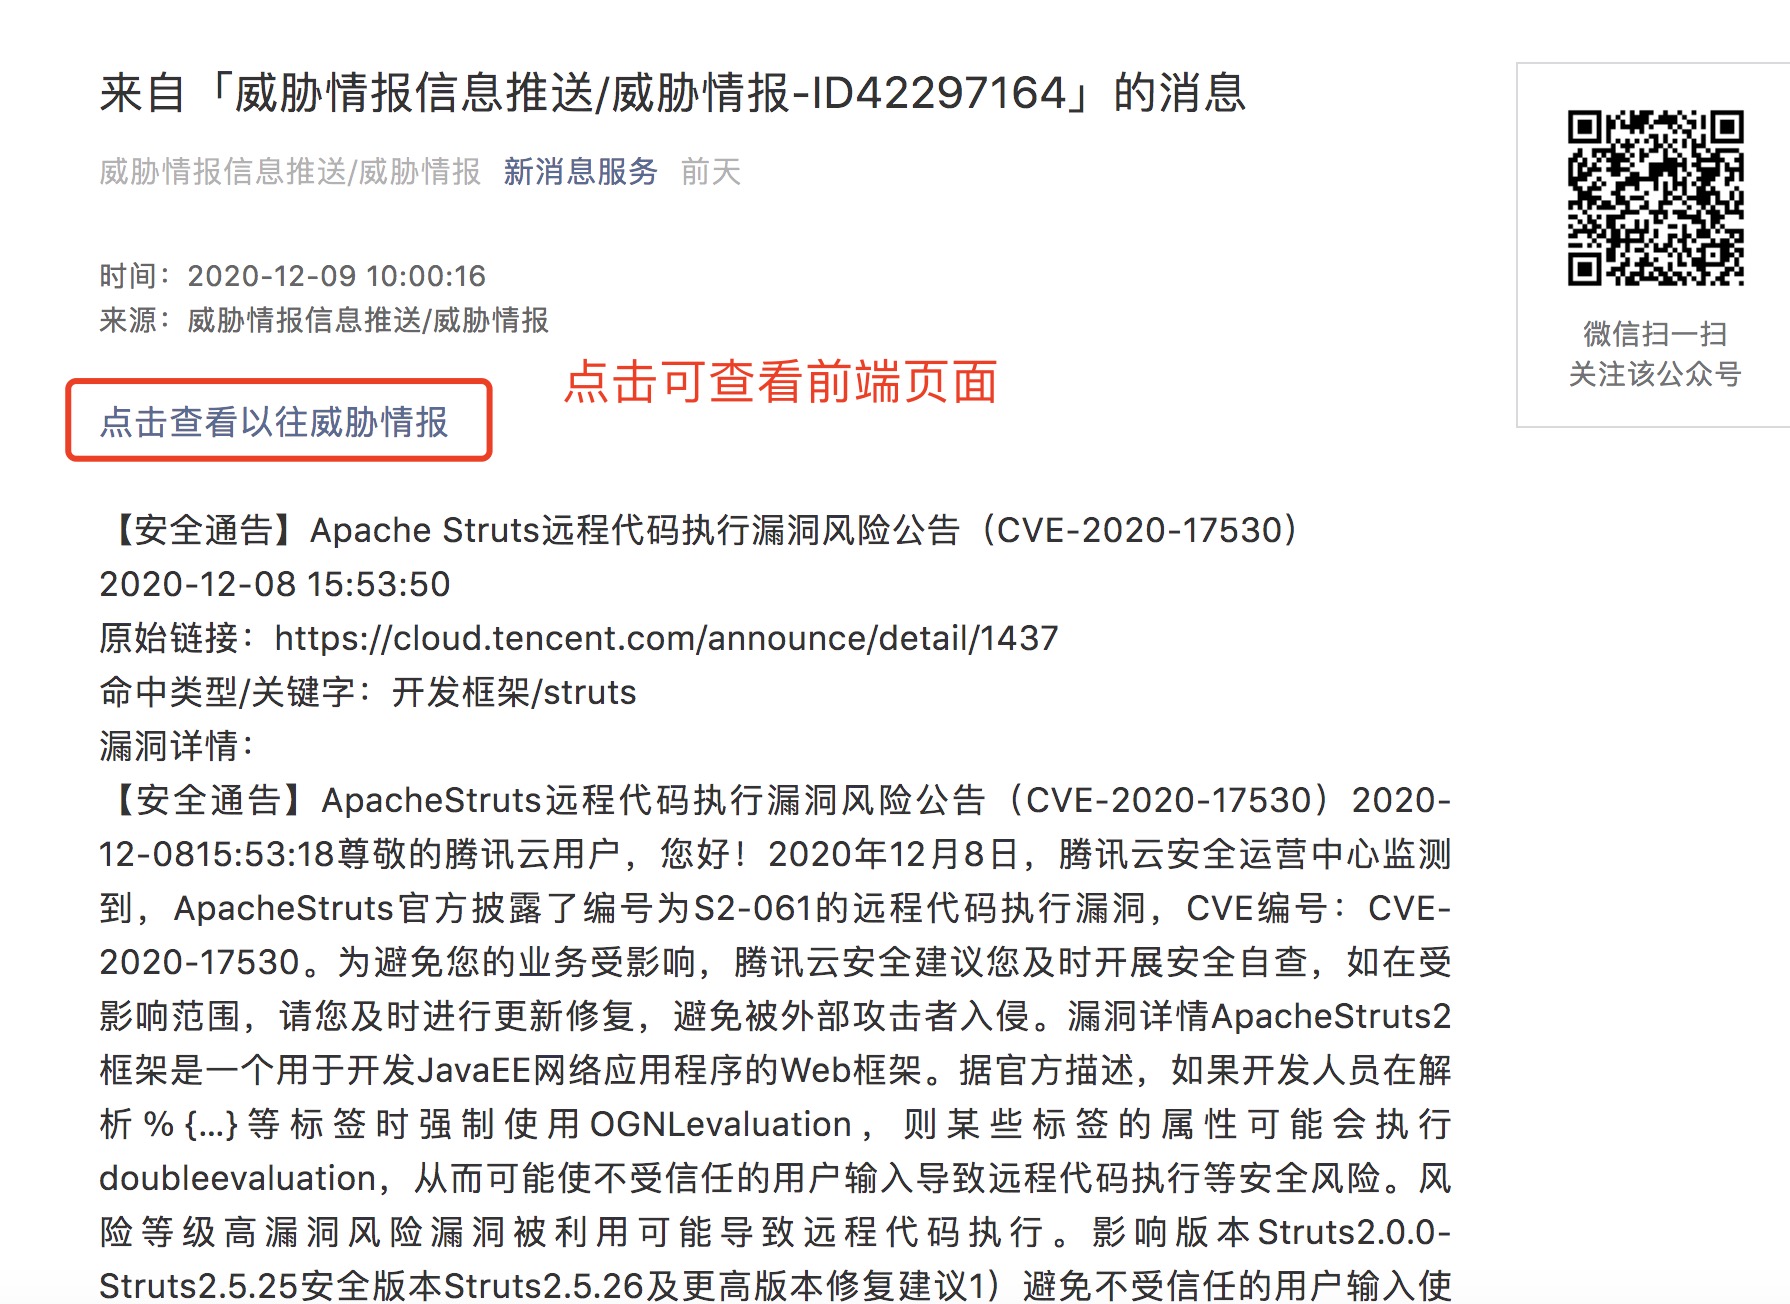 来自「威胁情报信息推送/威胁情报-ID42297164」的消息
威胁情报信息推送/威胁情报 新消息服务 前天
时间：2020-12-09 10:00:16
来源：威胁情报信息推送/威胁情报
点击可查看前端页面
点击查看以往威胁情报
微信扫一扫
关注该公众号
【安全通告】Apache Struts远程代码执行漏洞风险公告（CVE-2020-17530）
2020-12-08 15:53:50
原始链接：https://cloud.tencent.com/announce/detail/1437
命中类型/关键字：开发框架/struts
漏洞详情：
【安全通告】ApacheStruts远程代码执行漏洞风险公告（CVE-2020-17530）2020-
12-0815:53:18尊敬的腾讯云用户，您好！2020年12月8日，腾讯云安全运营中心监测
到，ApacheStruts官方披露了编号为S2-061的远程代码执行漏洞，CVE编号：CVE-
2020-17530。为避免您的业务受影响，腾讯云安全建议您及时开展安全自查，如在受
影响范围，请您及时进行更新修复，避免被外部攻击者入侵。漏洞详情ApacheStruts2
框架是一个用于开发JavaEE网络应用程序的Web框架。据官方描述，如果开发人员在解
析%{...}等标签时强制使用OGNLevaluation，则某些标签的属性可能会执行
doubleevaluation，从而可能使不受信任的用户输入导致远程代码执行等安全风险。风
险等级高漏洞风险漏洞被利用可能导致远程代码执行。影响版本Struts2.0.0-
Struts2.5.25安全版本Struts2.5.26及更高版本修复建议1）避免不受信任的用户输入使